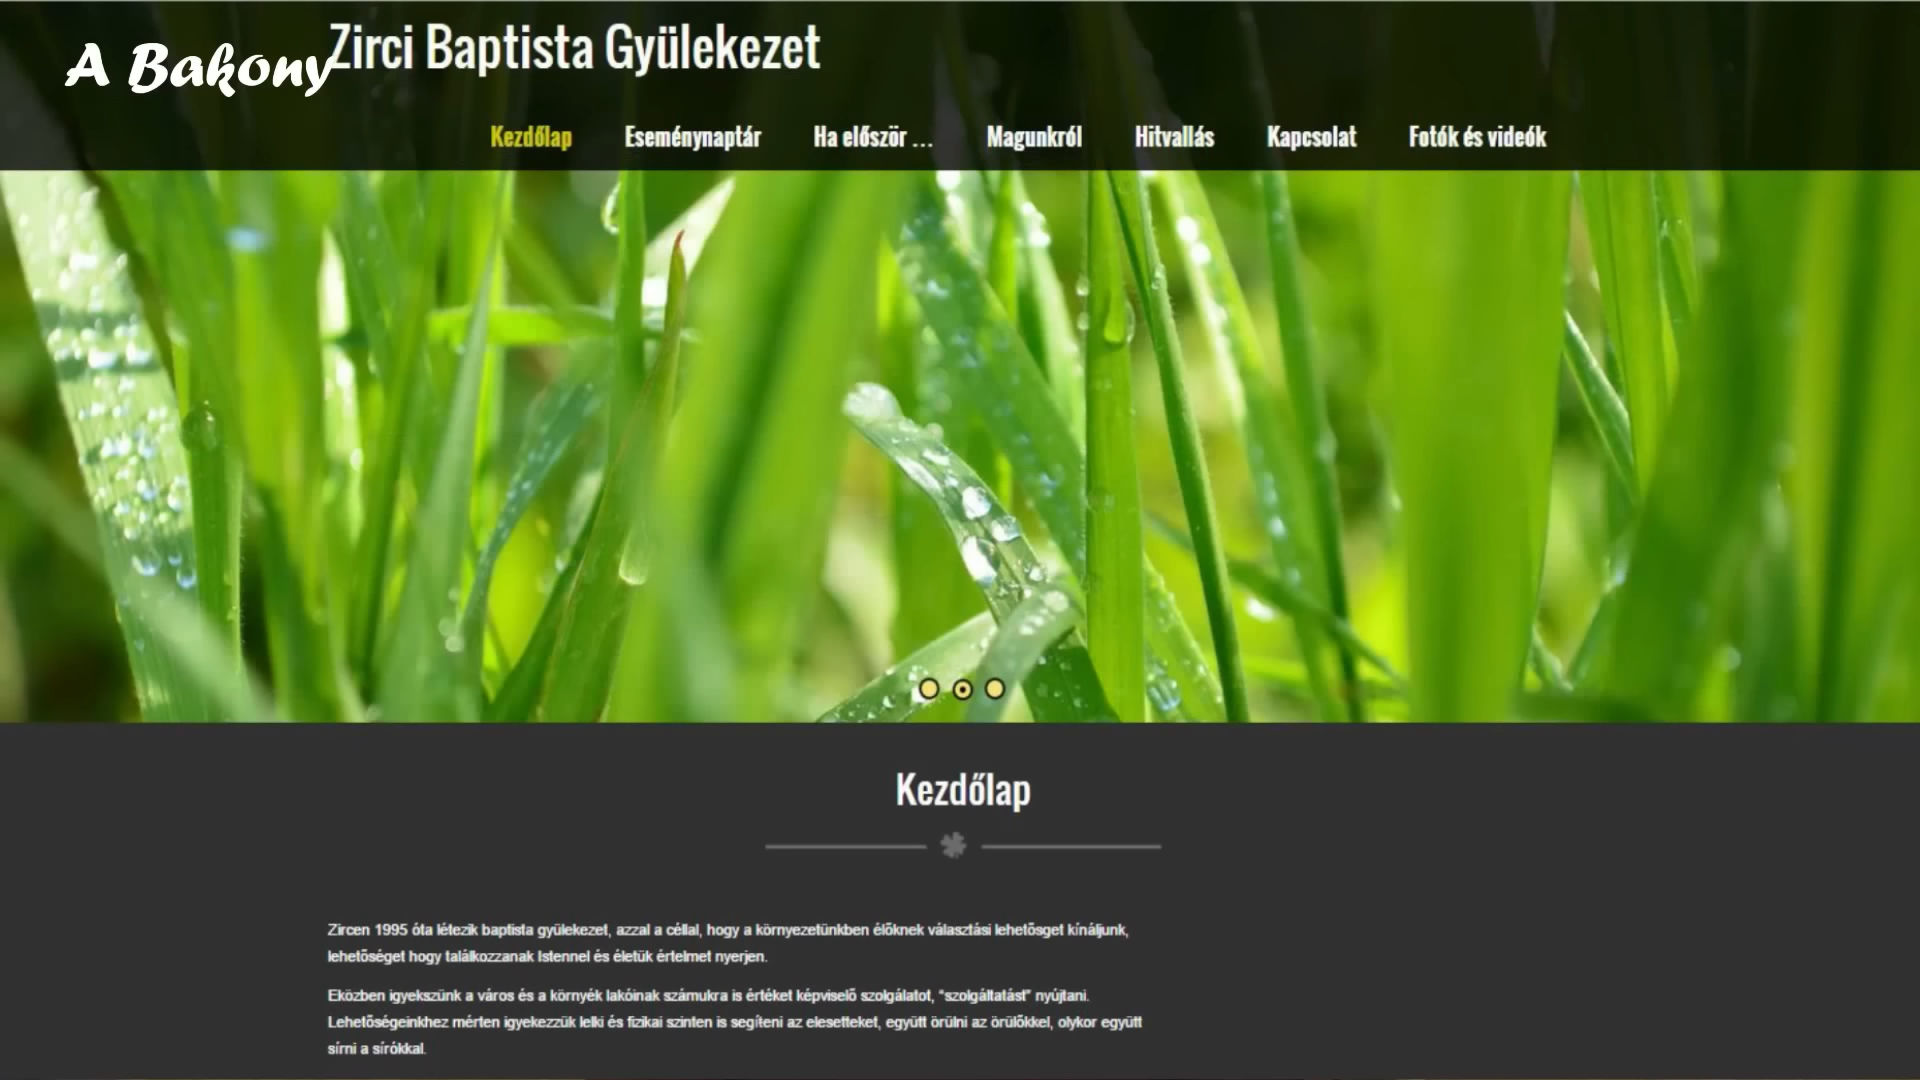 Zirci Baptista Gyülekezet
A Bakony
Kezdőlap Eseménynaptár Ha először ... Magunkról Hitvallás Kapcsolat Fotók és videók
Kezdőlap
Zircen 1995 óta létezik baptista gyülekezet, azzal a céllal, hogy a környezetünkben élőknek választási lehetősget kínáljunk,
lehetőséget hogy találkozzanak Istennel és életük értelmet nyerjen.
Eközben igyekszünk a város és a környék lakóinak számukra is értéket képviselő szolgálatot, “szolgáltatást” nyújtani.
Lehetőségeinkhez mérten igyekezzük lelki és fizikai szinten is segíteni az elesetteket, együtt örülni az örülőkkel, olykor együtt
sírni a sírókkal.